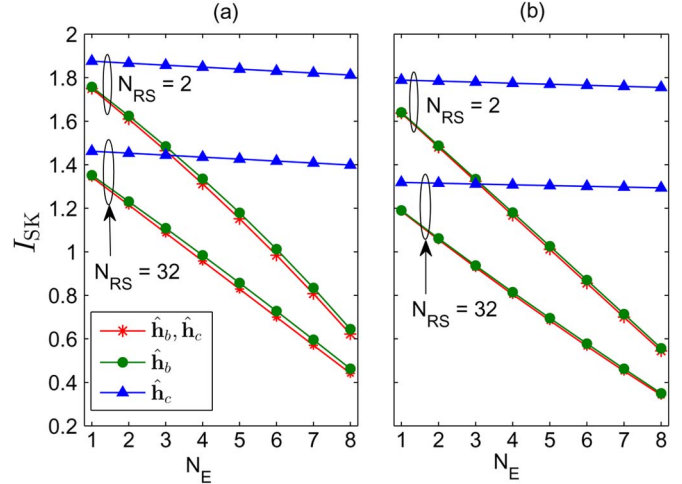 (a)
(b)
2
1.8
1.6
1.4
1.2
1
0.8
0.6
0.4
0.2
I_SK
N_RS = 2
N_RS = 32
ĥ_b, ĥ_c
ĥ_b
ĥ_c
1 2 3 4 5 6 7 8
N_E
N_RS = 2
N_RS = 32
1 2 3 4 5 6 7 8
N_E